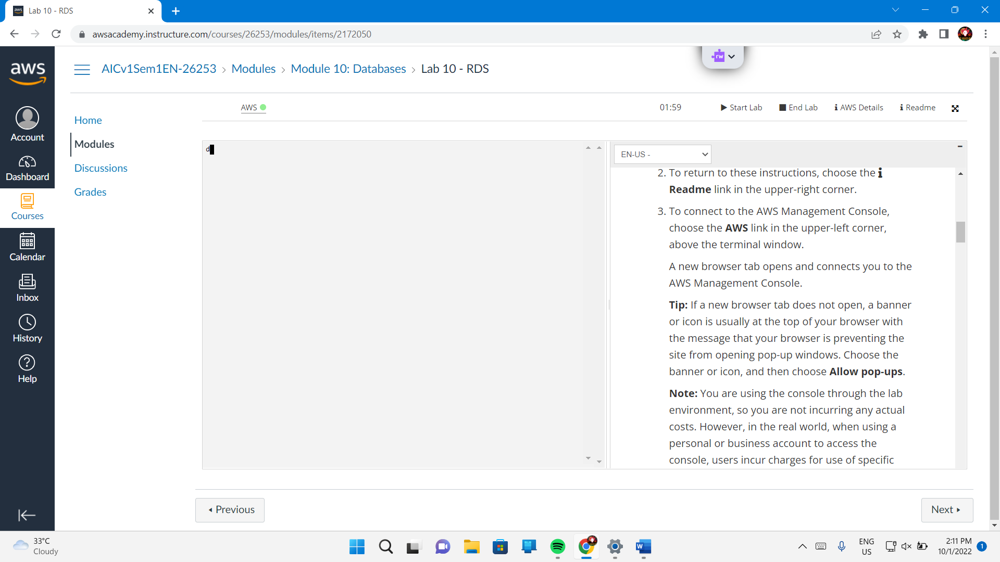 aws
Lab 10 - RDS
awsacademy.instructure.com/courses/26253/modules/items/2172050
rw
aws
Account
Dashboard
Courses
Calendar
Inbox
History
Help
AICv1Sem1EN-26253 › Modules › Module 10: Databases › Lab 10 - RDS
Home
Modules
Discussions
Grades
AWS
01:59
Start Lab
End Lab
AWS Details
Readme
d
EN-US -
2. To return to these instructions, choose the
Readme link in the upper-right corner.
3. To connect to the AWS Management Console,
choose the AWS link in the upper-left corner,
above the terminal window.
A new browser tab opens and connects you to the
AWS Management Console.
Tip: If a new browser tab does not open, a banner
or icon is usually at the top of your browser with
the message that your browser is preventing the
site from opening pop-up windows. Choose the
banner or icon, and then choose Allow pop-ups.
Note: You are using the console through the lab
environment, so you are not incurring any actual
costs. However, in the real world, when using a
personal or business account to access the
console, users incur charges for use of specific
Previous
Next
33°C
Cloudy
W
ENG
US
2:11 PM
10/1/2022
1